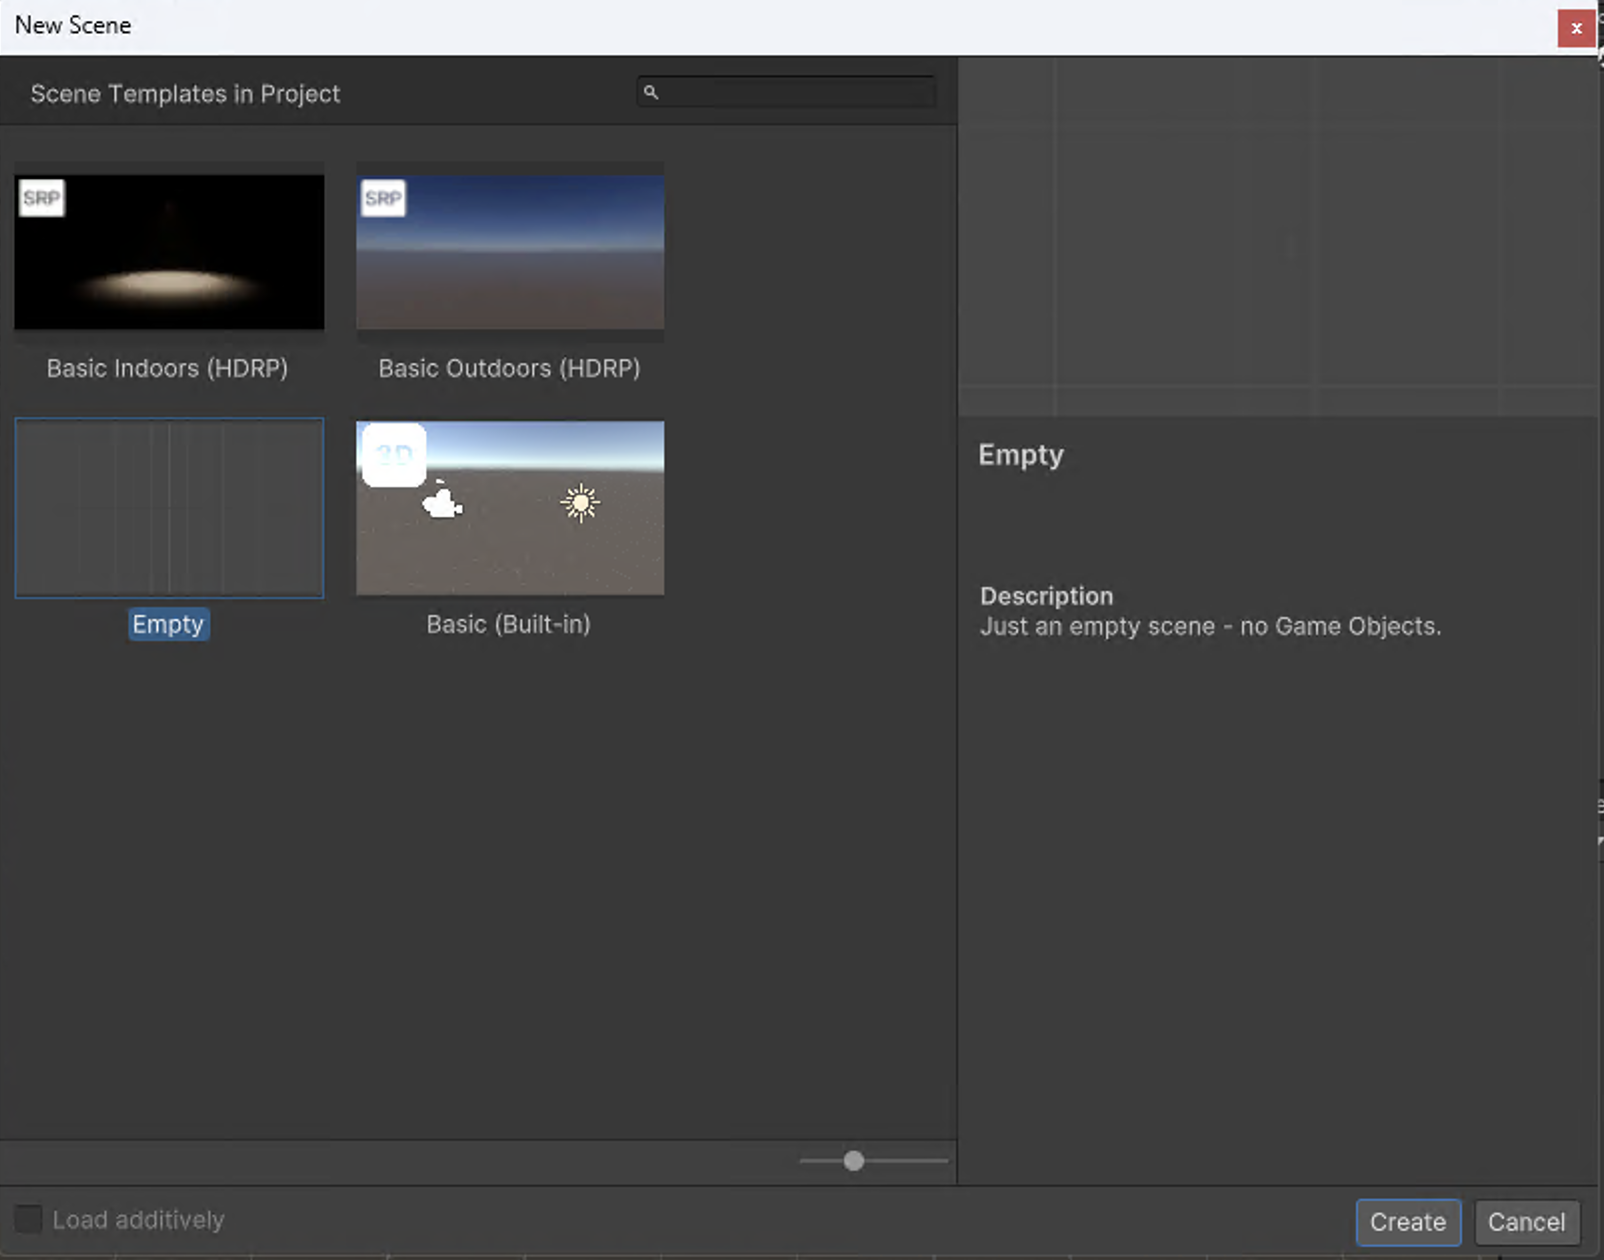 New Scene
x
Scene Templates in Project
SRP
SRP
Basic Indoors (HDRP)
Basic Outdoors (HDRP)
3D
Empty
Basic (Built-in)
Empty
Description
Just an empty scene - no Game Objects.
Load additively
Create
Cancel